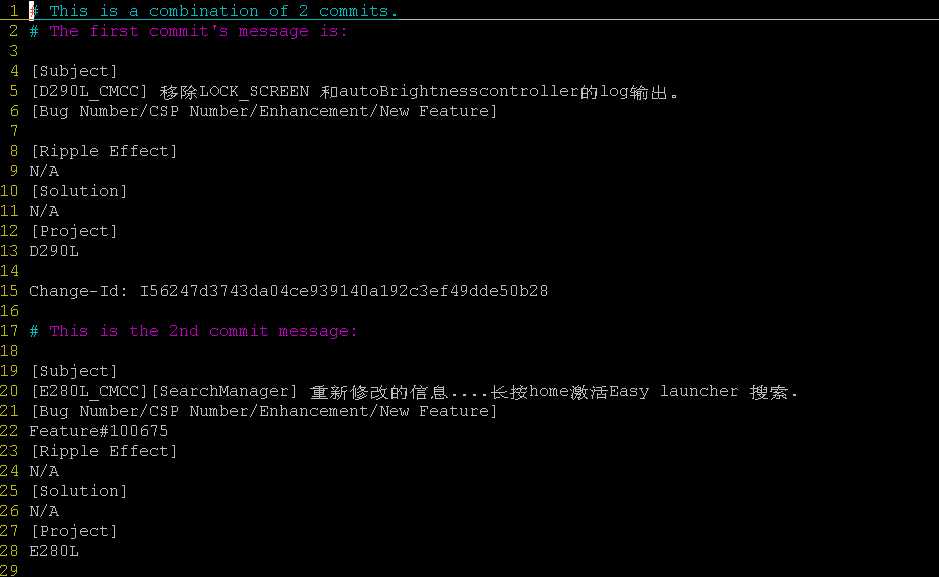 1 # This is a combination of 2 commits.
2 # The first commit's message is:
3
4 [Subject]
5 [D290L_CMCC] 移除LOCK_SCREEN 和autoBrightnesscontroller的log输出。
6 [Bug Number/CSP Number/Enhancement/New Feature]
7
8 [Ripple Effect]
9 N/A
10 [Solution]
11 N/A
12 [Project]
13 D290L
14
15 Change-Id: I56247d3743da04ce939140a192c3ef49dde50b28
16
17 # This is the 2nd commit message:
18
19 [Subject]
20 [E280L_CMCC][SearchManager] 重新修改的信息....长按home激活Easy launcher 搜索.
21 [Bug Number/CSP Number/Enhancement/New Feature]
22 Feature#100675
23 [Ripple Effect]
24 N/A
25 [Solution]
26 N/A
27 [Project]
28 E280L
29